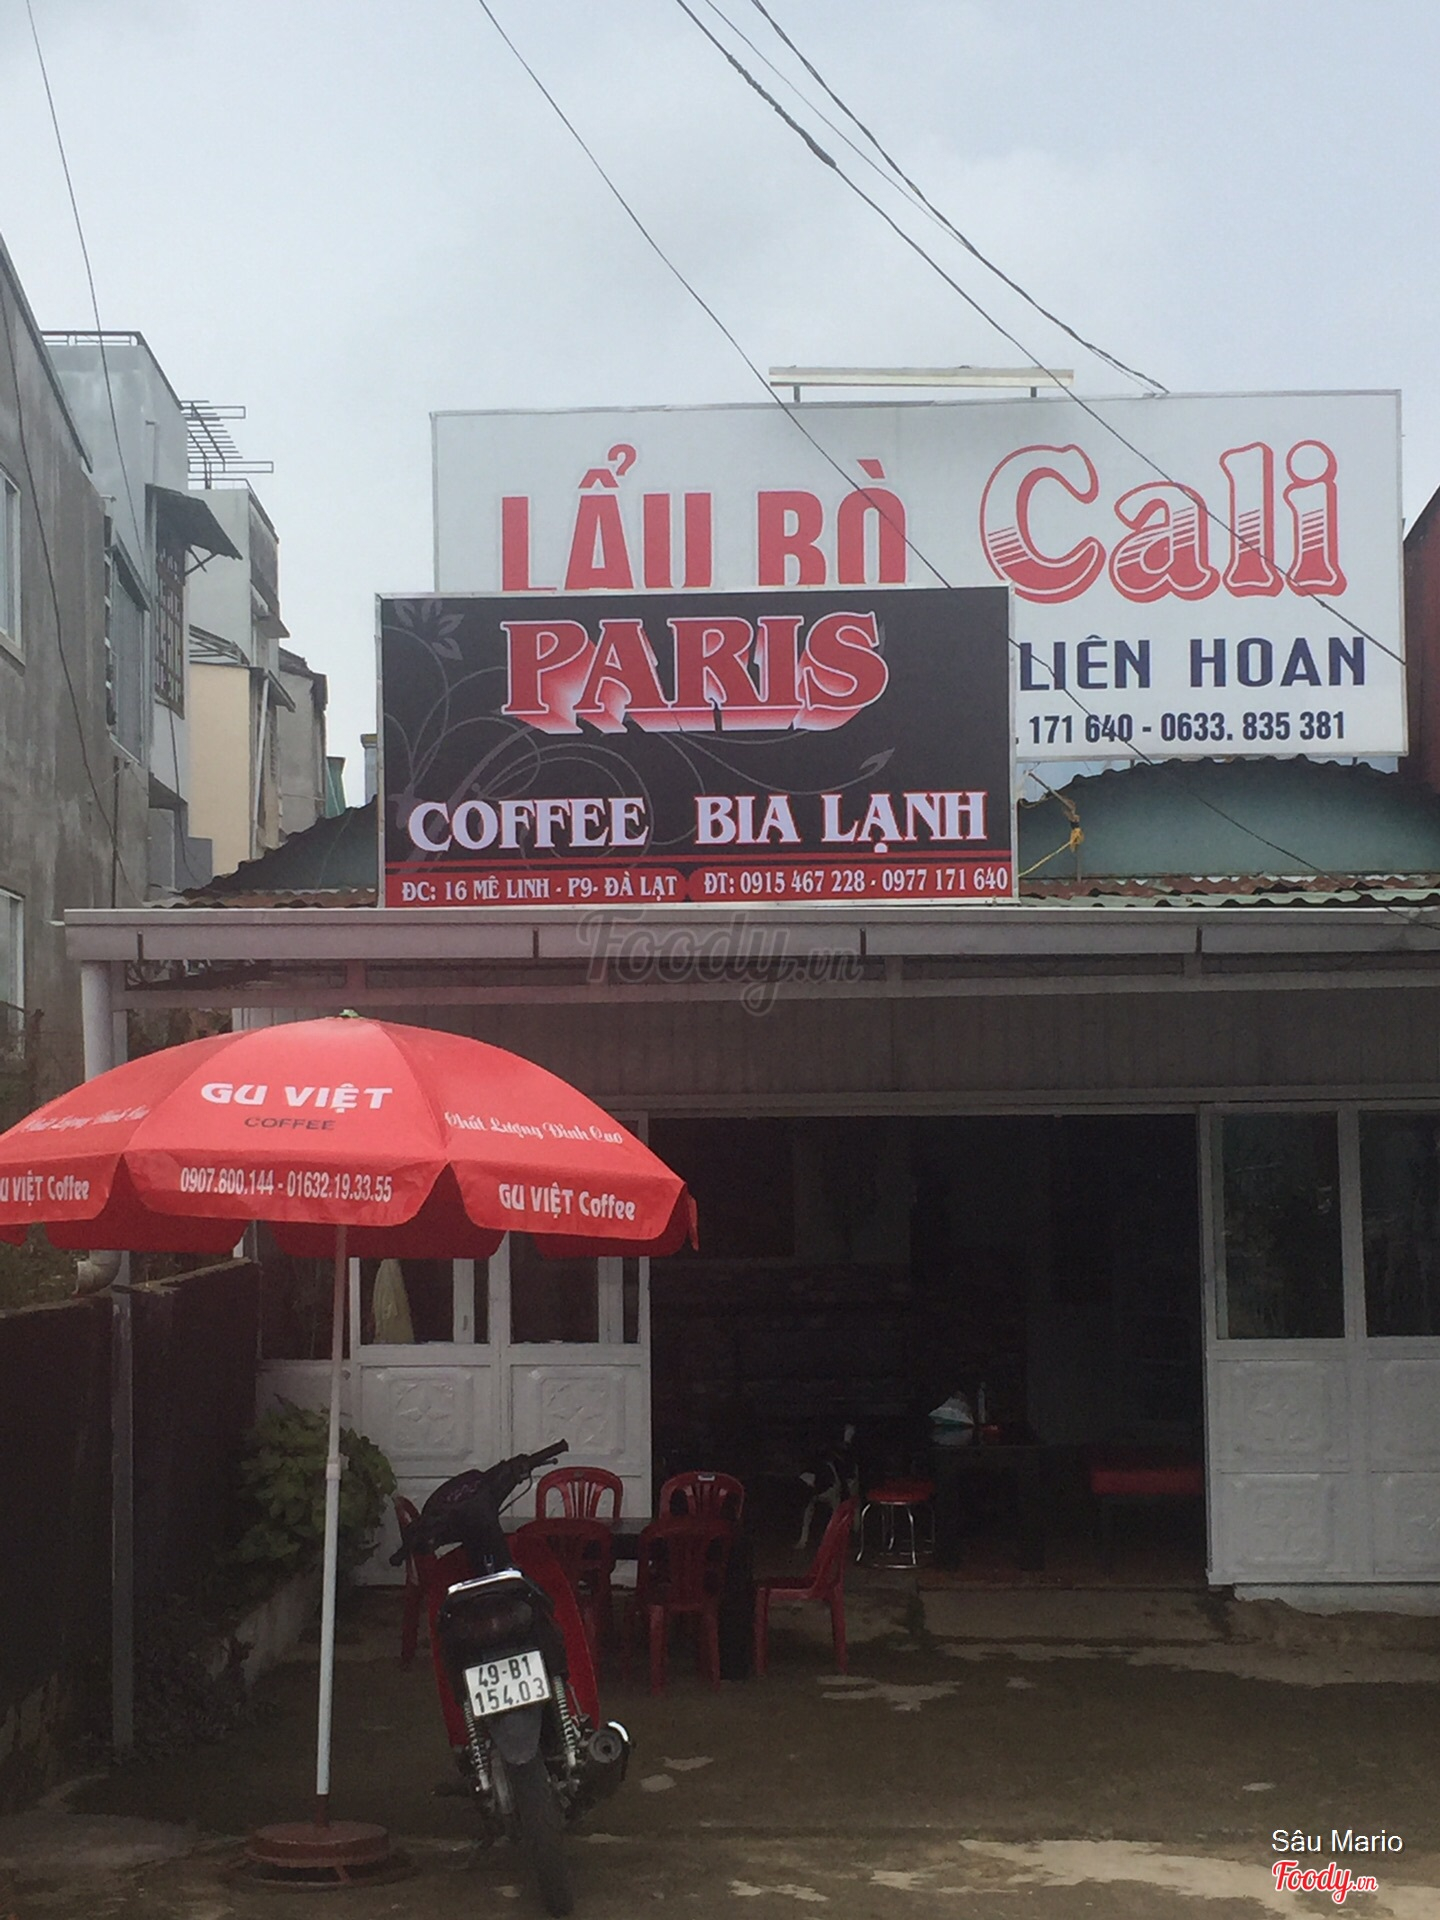 LẨU BÒ Cali
LIÊN HOAN
171 640 - 0633. 835 381
PARIS
COFFEE BIA LẠNH
ĐC: 16 MÊ LINH - P9- ĐÀ LẠT ĐT: 0915 467 228 - 0977 171 640
Foody.vn
GU VIỆT
COFFEE
Chất Lượng Đỉnh Cao
0907.800.144 - 01632.19.33.55
GU VIỆT Coffee
U VIỆT Coffee
49-B1
154.03
Sâu Mario
Foody.vn